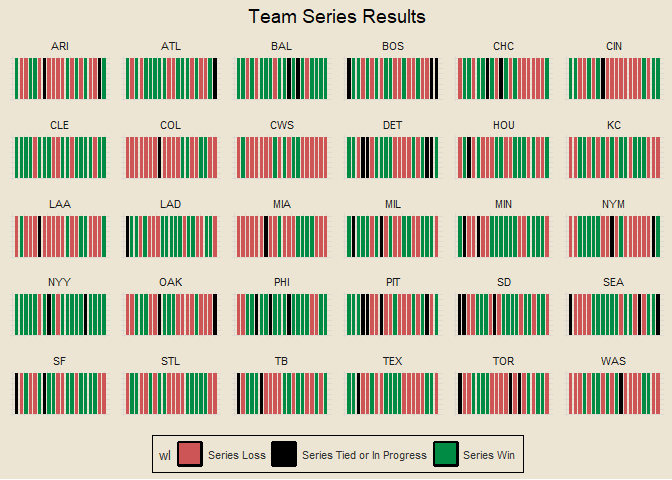 Team Series Results
ARI ATL BAL BOS CHC CIN
CLE COL CWS DET HOU KC
LAA LAD MIA MIL MIN NYM
NYY OAK PHI PIT SD SEA
SF STL TB TEX TOR WAS
wl Series Loss Series Tied or In Progress Series Win